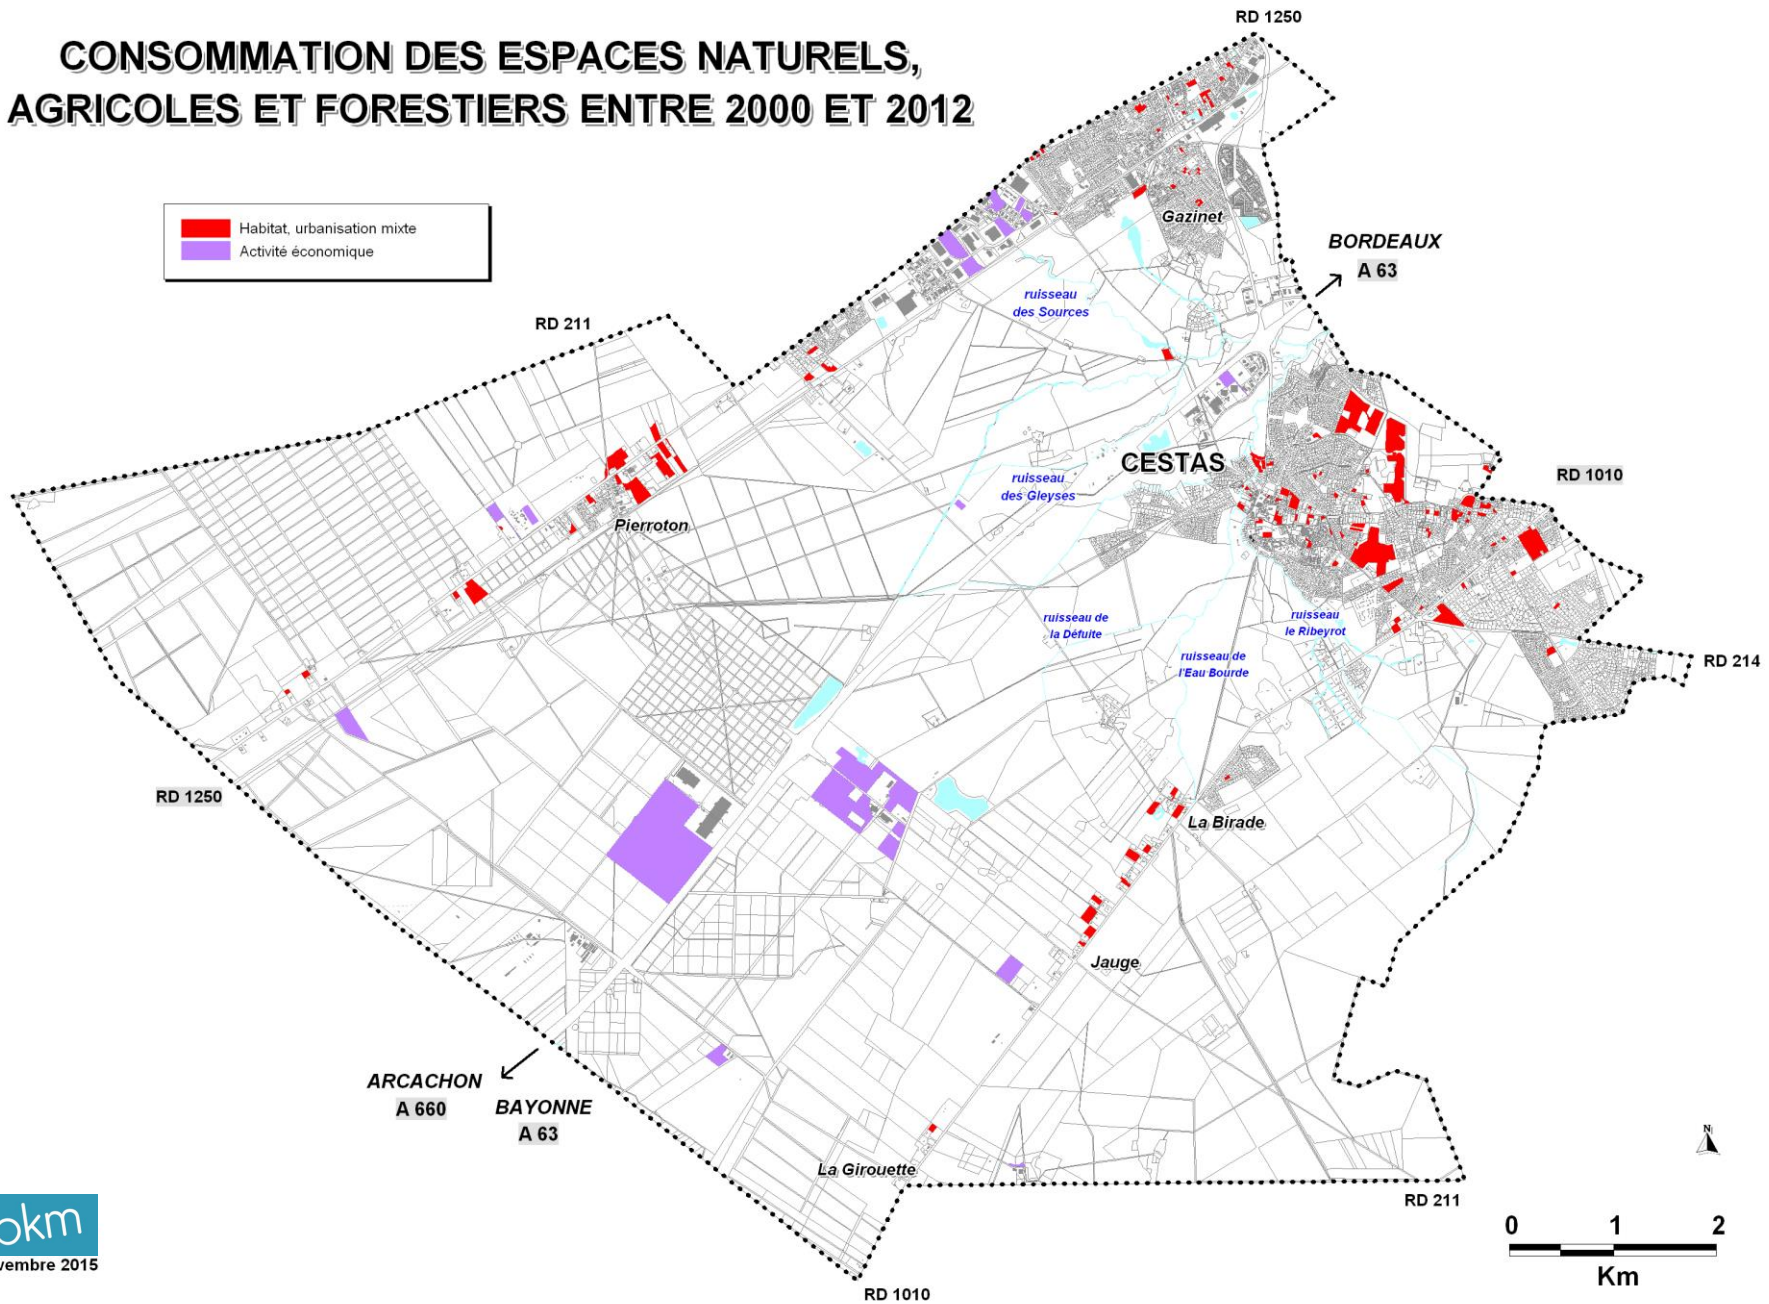 CONSOMMATION DES ESPACES NATURELS,
AGRICOLES ET FORESTIERS ENTRE 2000 ET 2012
Habitat, urbanisation mixte
Activité économique
RD 1250
Gazinet
BORDEAUX
A 63
ruisseau
des Sources
RD 211
CESTAS
RD 1010
ruisseau
des Gleyses
Pierroton
ruisseau de
la Défuite
ruisseau
le Ribeyrot
ruisseau de
l'Eau Bourde
RD 214
RD 1250
La Birade
Jauge
ARCACHON
A 660
BAYONNE
A 63
La Girouette
RD 211
RD 1010
N
0 1 2
Km
okm
vembre 2015